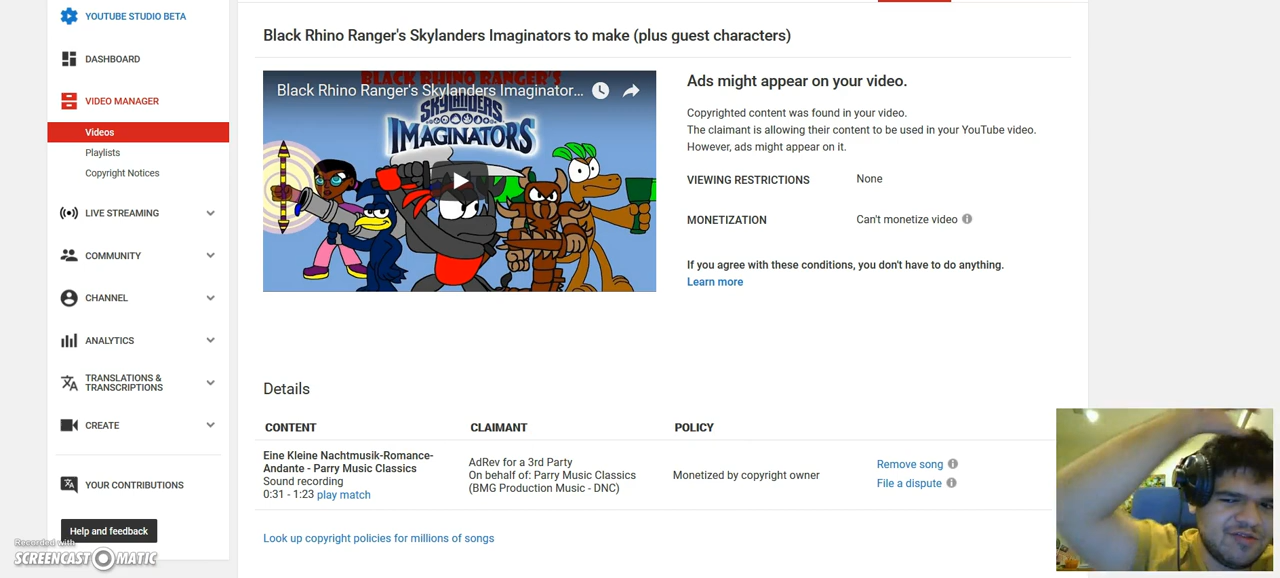 YOUTUBE STUDIO BETA
DASHBOARD
VIDEO MANAGER
Videos
Playlists
Copyright Notices
LIVE STREAMING
COMMUNITY
CHANNEL
ANALYTICS
TRANSLATIONS &
TRANSCRIPTIONS
CREATE
YOUR CONTRIBUTIONS
Help and feedback
Recorded with
SCREENCAST MATIC
Black Rhino Ranger's Skylanders Imaginators to make (plus guest characters)
BLACK RHINO RANGER'S
Black Rhino Ranger's Skylanders Imaginator...
SKYLANDERS
IMAGINATORS
Ads might appear on your video.
Copyrighted content was found in your video.
The claimant is allowing their content to be used in your YouTube video.
However, ads might appear on it.
VIEWING RESTRICTIONS None
MONETIZATION Can't monetize video
If you agree with these conditions, you don't have to do anything.
Learn more
Details
CONTENT CLAIMANT POLICY
Eine Kleine Nachtmusik-Romance-
Andante - Parry Music Classics
Sound recording
0:31 - 1:23 play match
AdRev for a 3rd Party
On behalf of: Parry Music Classics
(BMG Production Music - DNC)
Monetized by copyright owner
Remove song
File a dispute
Look up copyright policies for millions of songs